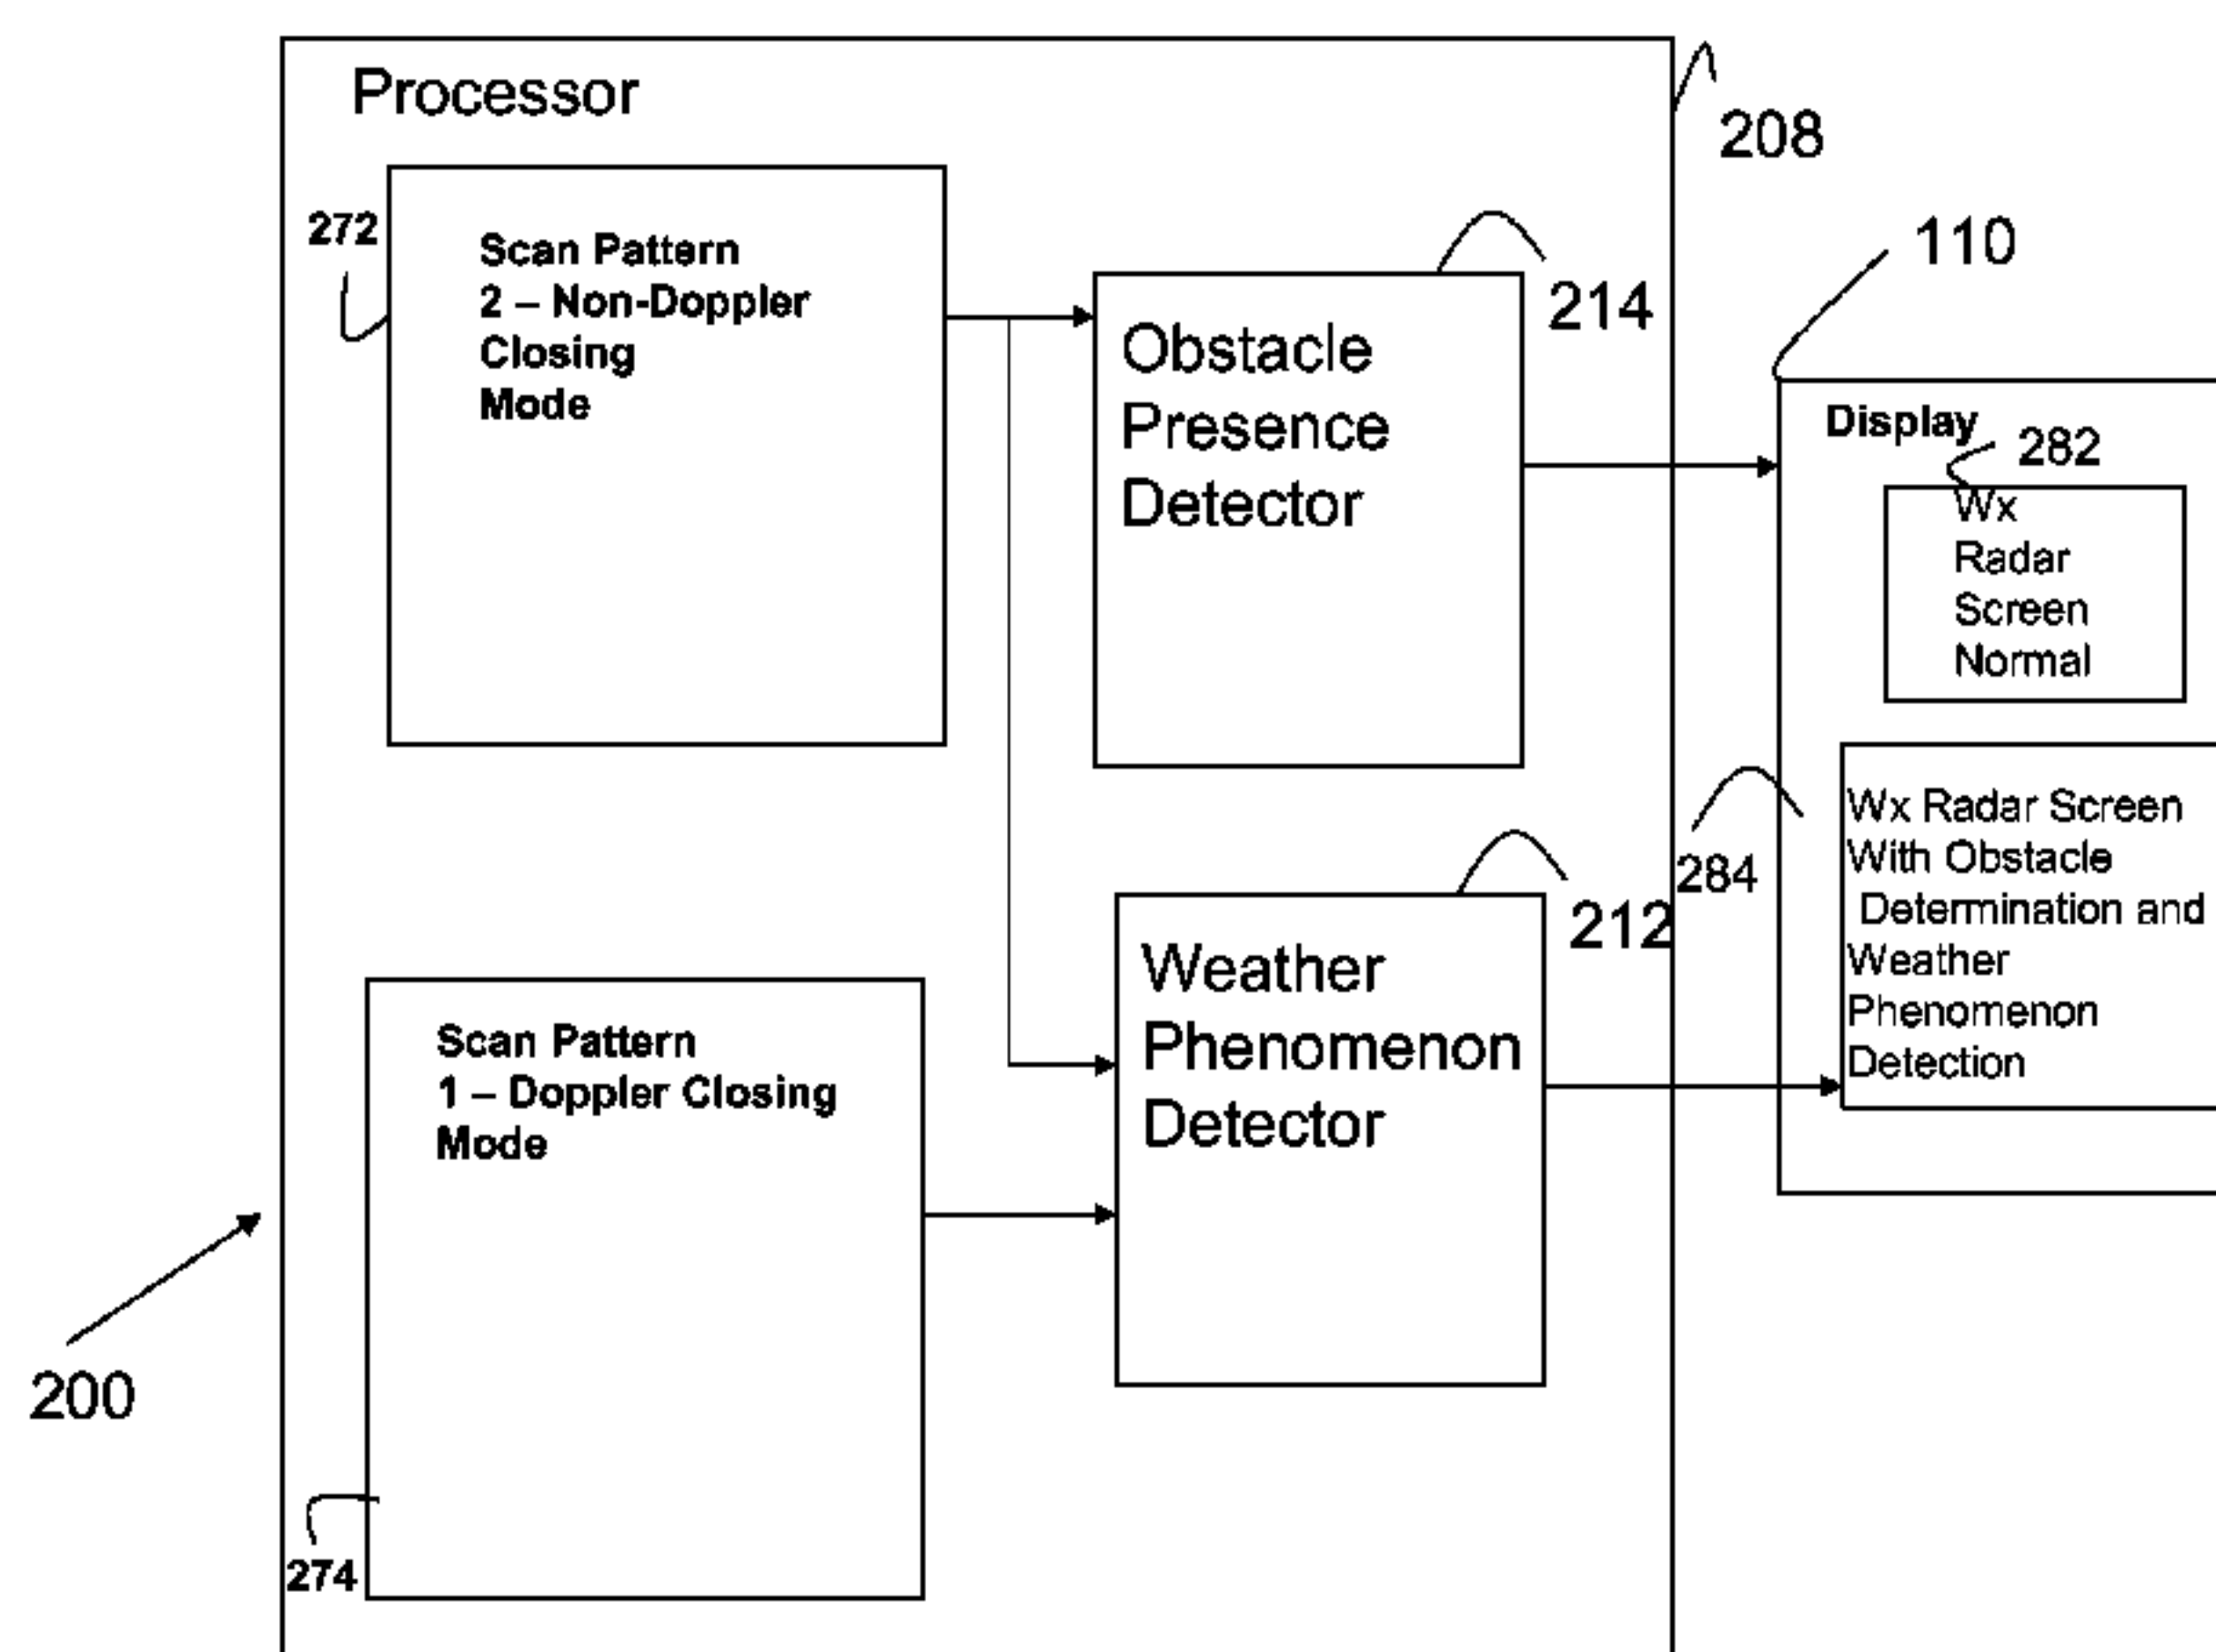 Processor
208
272
Scan Pattern
2 – Non-Doppler
Closing
Mode
214
Obstacle
Presence
Detector
110
Display
282
Wx
Radar
Screen
Normal
284
Wx Radar Screen
With Obstacle
Determination and
Weather
Phenomenon
Detection
212
Weather
Phenomenon
Detector
Scan Pattern
1 – Doppler Closing
Mode
200
274